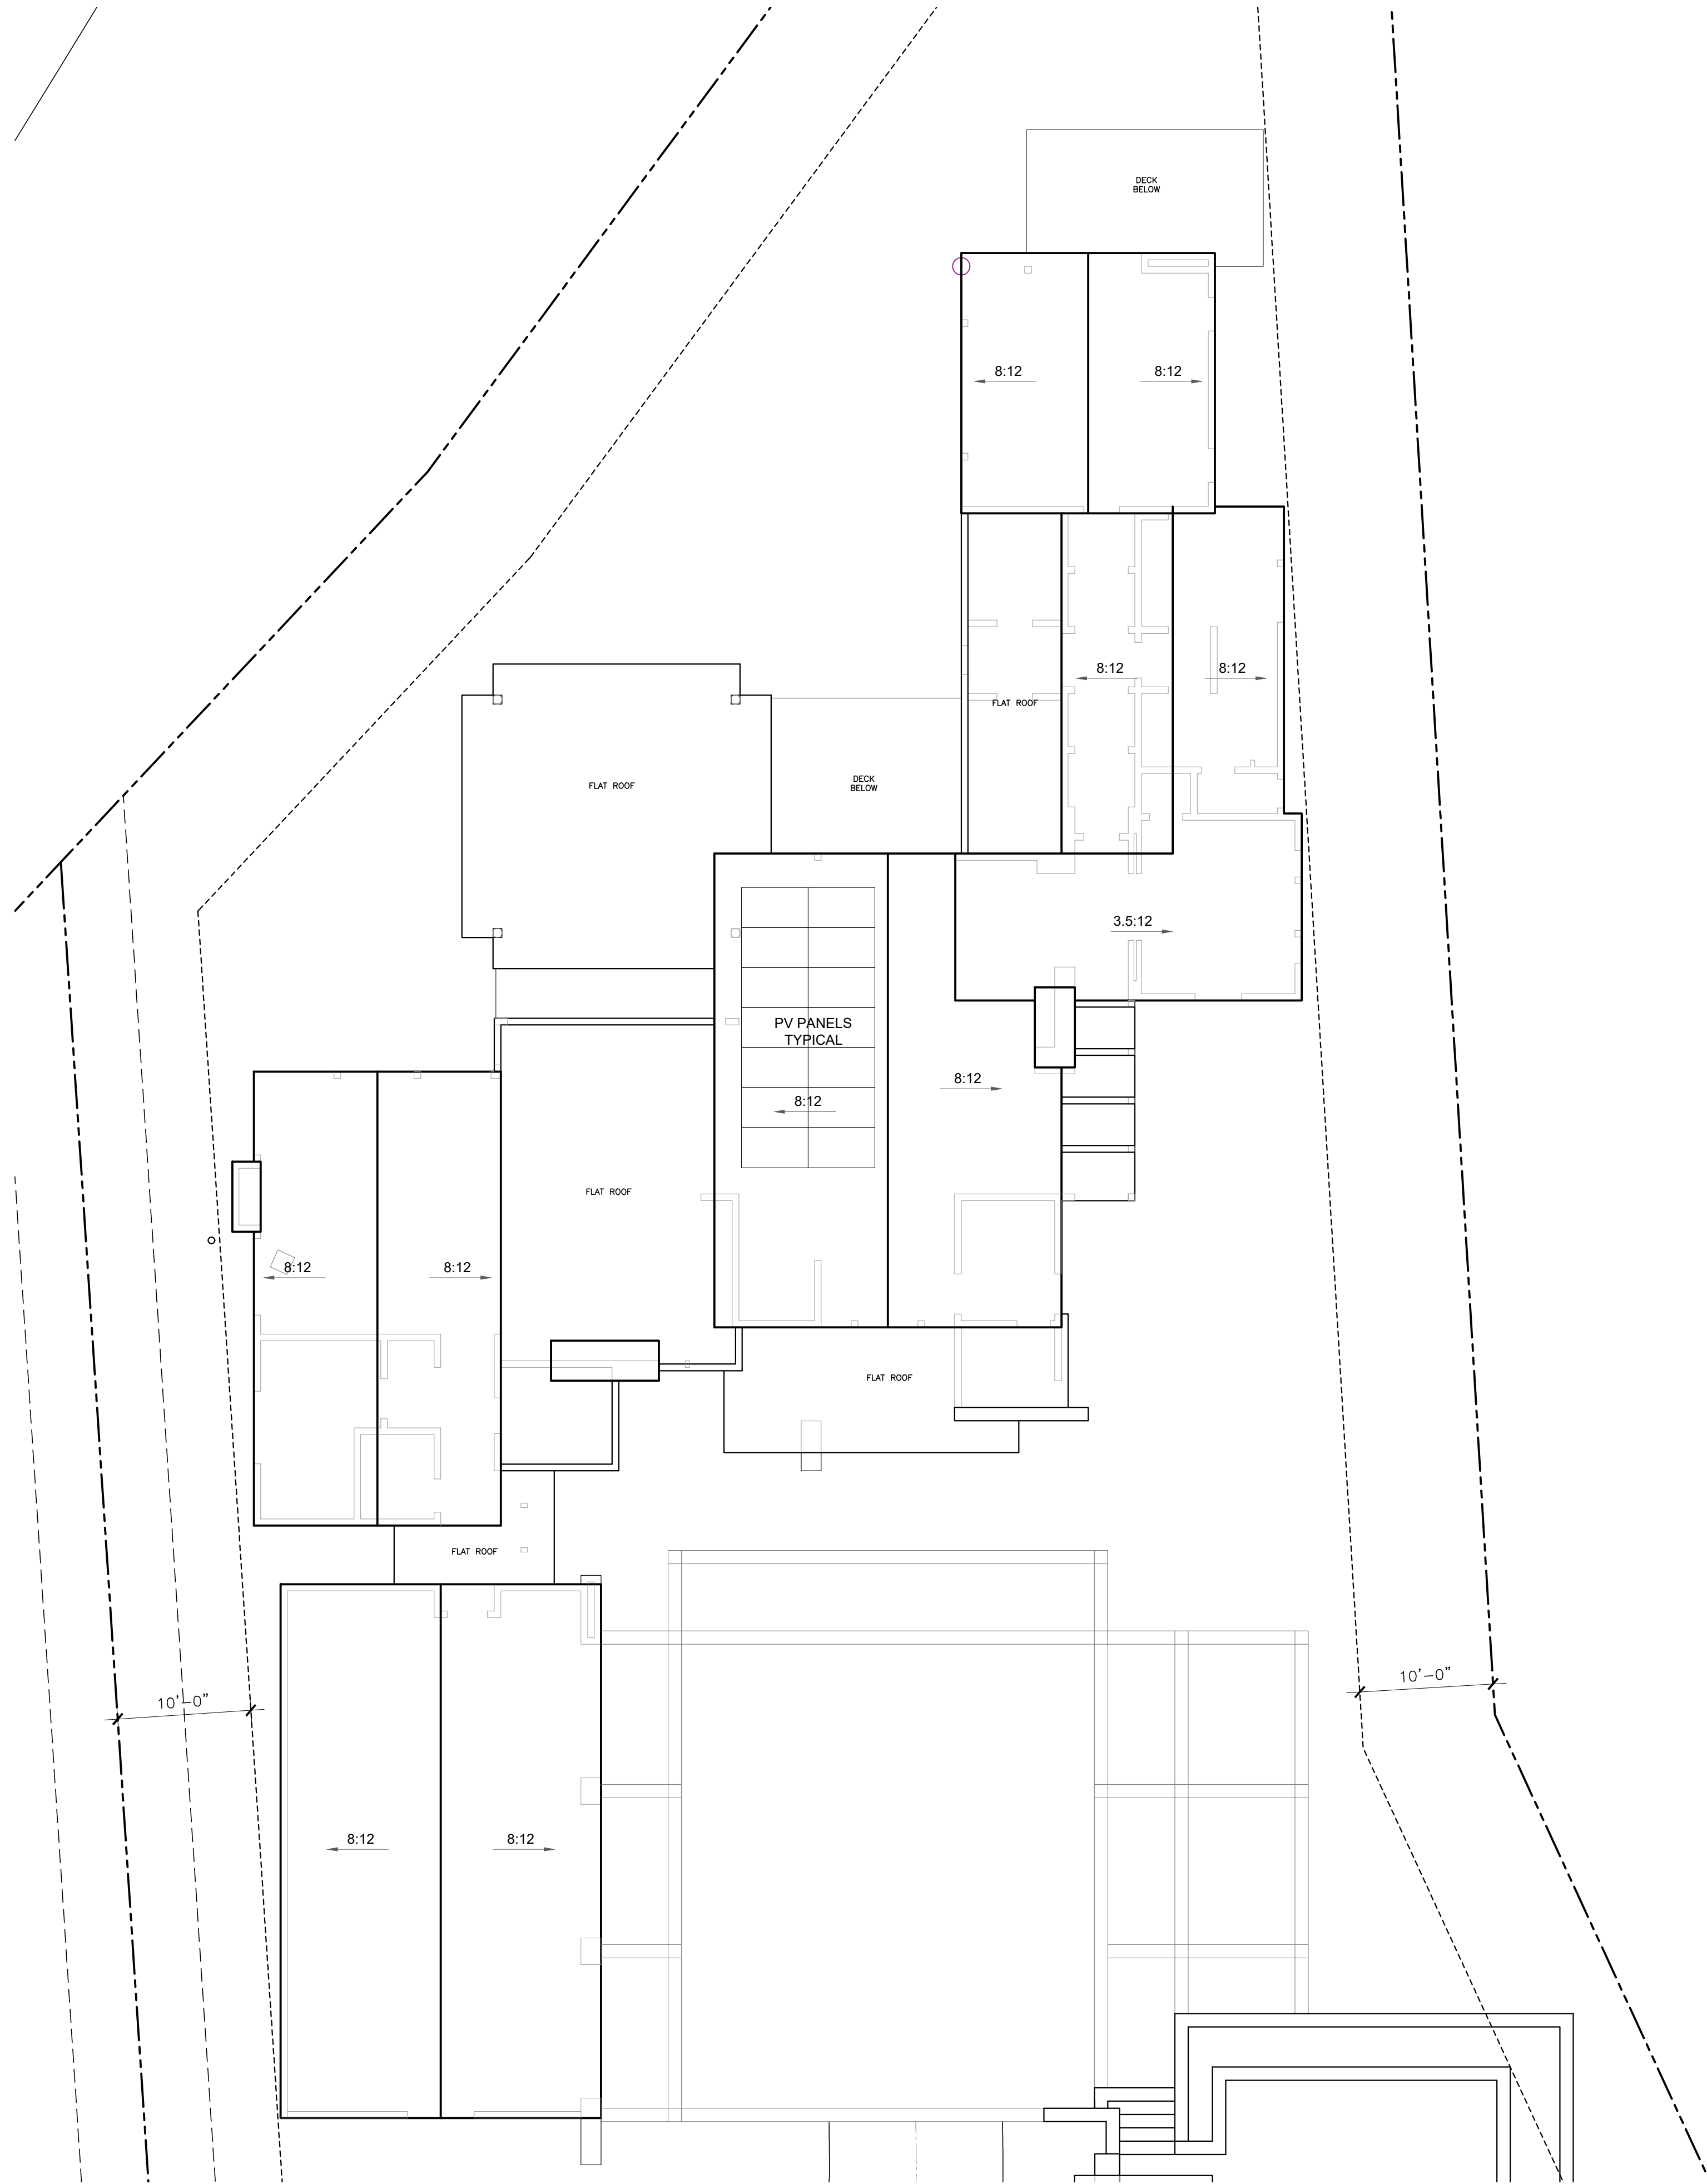 DECK
BELOW
8:12
8:12
8:12
8:12
FLAT ROOF
FLAT ROOF
DECK
BELOW
3.5:12
PV PANELS
TYPICAL
8:12
8:12
FLAT ROOF
8:12
8:12
FLAT ROOF
FLAT ROOF
10'-0"
10'-0"
8:12
8:12